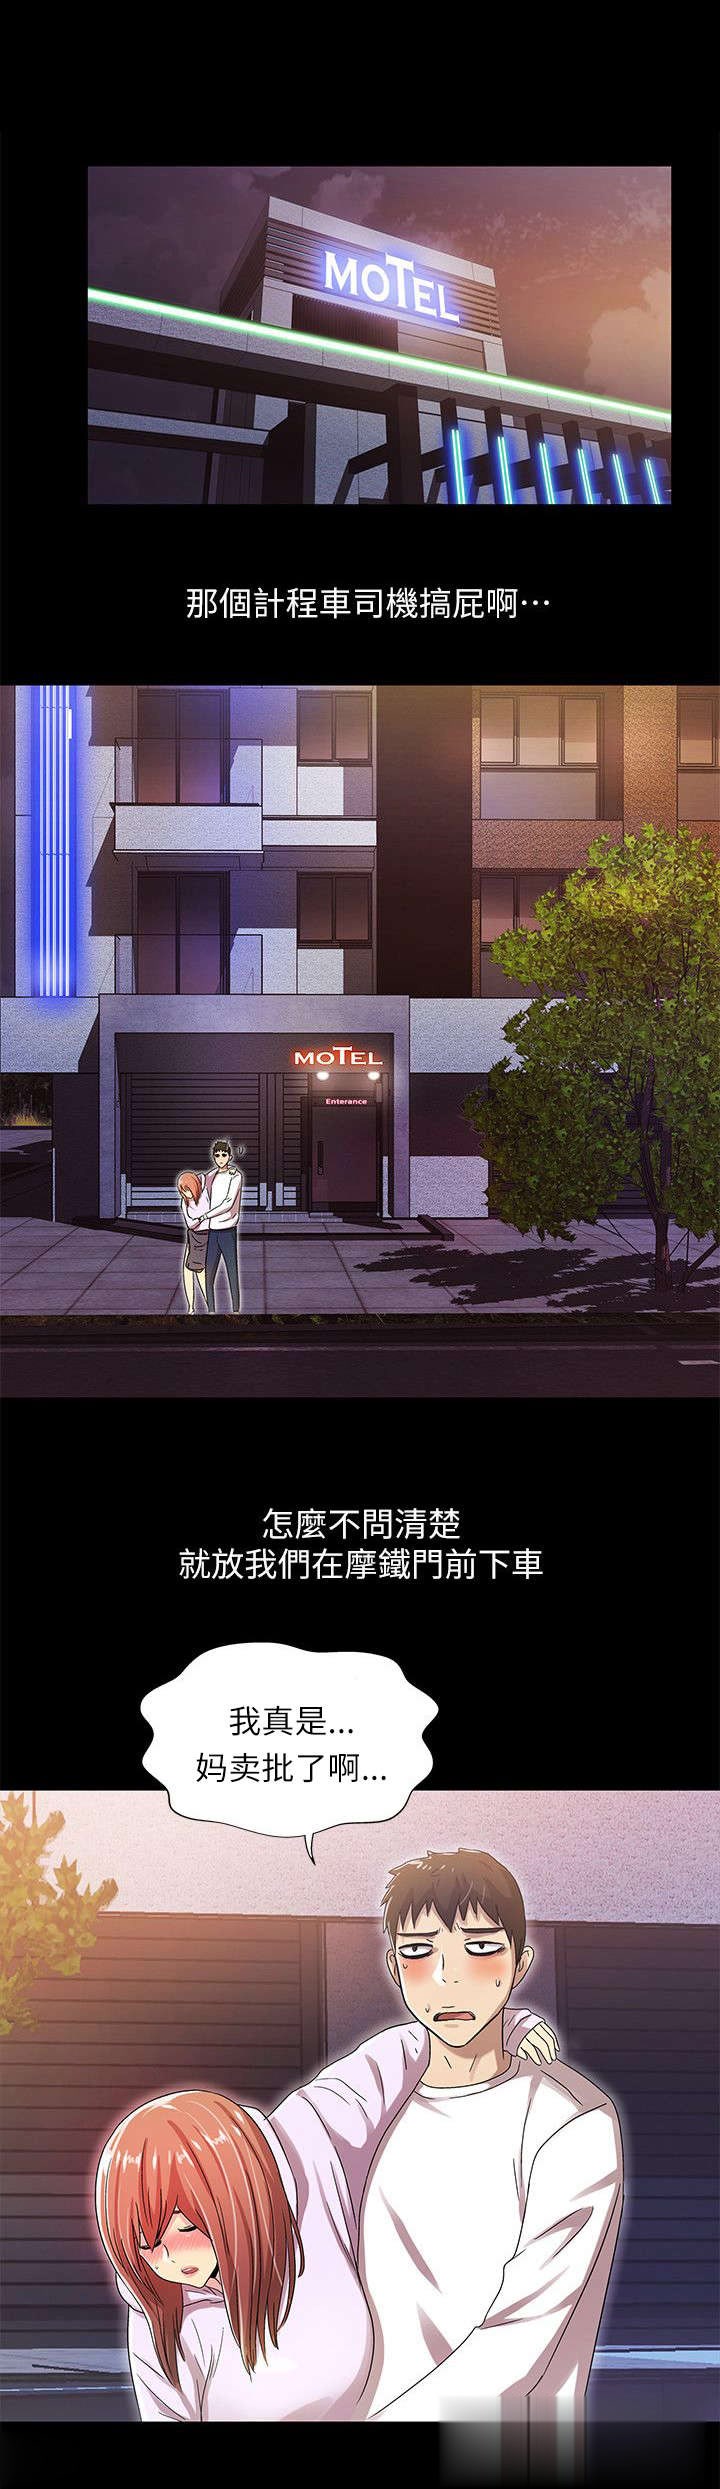 MOTEL
那個計程車司機搞屁啊…
MOTEL
Enterance
怎麼不問清楚
就放我們在摩鐵門前下車
我真是...
妈卖批了啊...